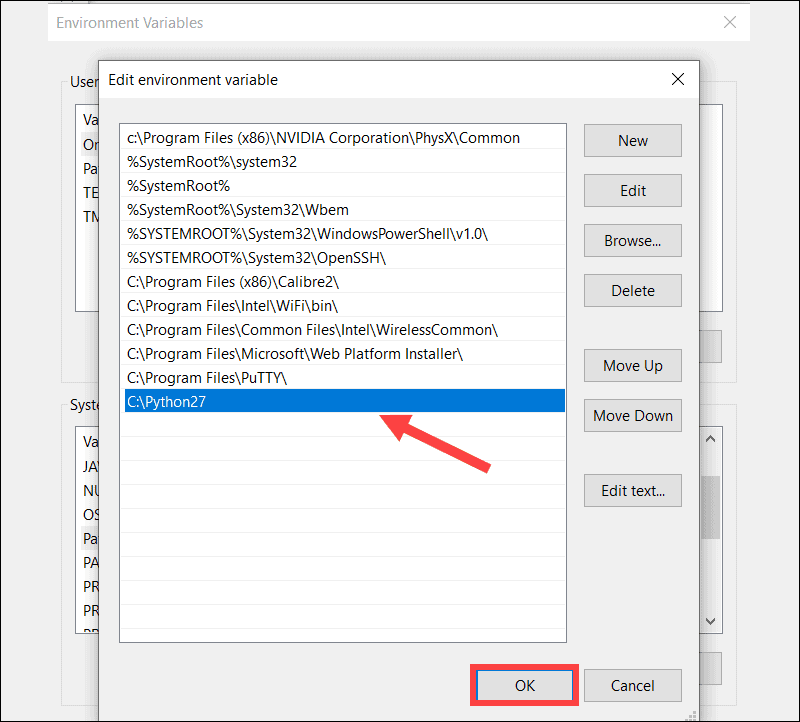 Environment Variables
Edit environment variable
User
Va
Or
Pa
TE
TM
c:\Program Files (x86)\NVIDIA Corporation\PhysX\Common
%SystemRoot%\system32
%SystemRoot%
%SystemRoot%\System32\Wbem
%SYSTEMROOT%\System32\WindowsPowerShell\v1.0\
%SYSTEMROOT%\System32\OpenSSH\
C:\Program Files (x86)\Calibre2\
C:\Program Files\Intel\WiFi\bin\
C:\Program Files\Common Files\Intel\WirelessCommon\
C:\Program Files\Microsoft\Web Platform Installer\
C:\Program Files\PuTTY\
C:\Python27
New
Edit
Browse...
Delete
Move Up
Move Down
Edit text...
Syste
Va
JA
NU
OS
Pa
PA
PR
PR
OK
Cancel